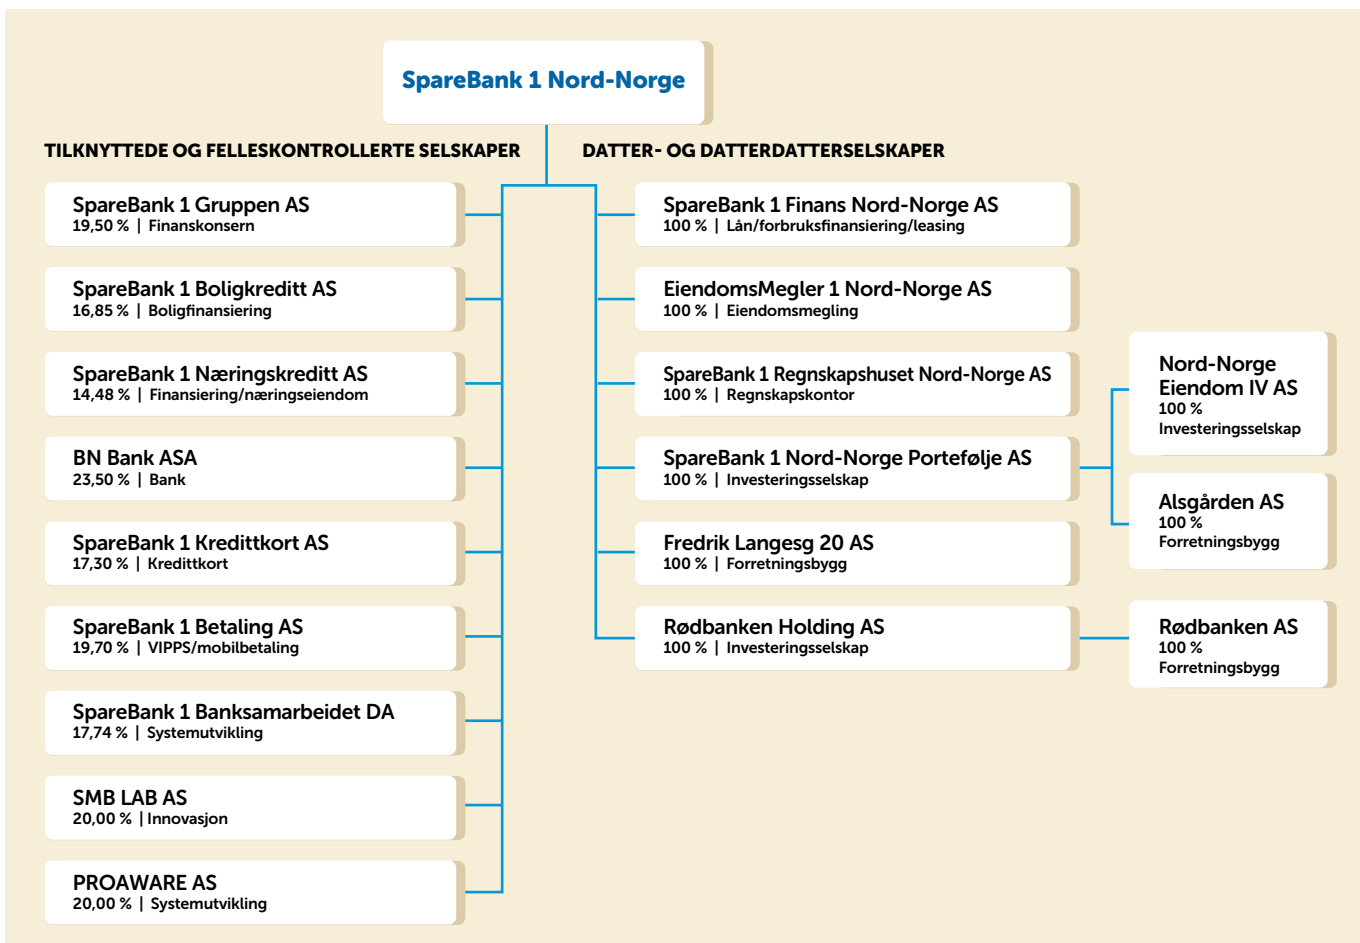 SpareBank 1 Nord-Norge
TILKNYTTEDE OG FELLESKONTROLLERTE SELSKAPER
SpareBank 1 Gruppen AS
19,50 % | Finanskonsern
SpareBank 1 Boligkreditt AS
16,85 % | Boligfinansiering
SpareBank 1 Næringskreditt AS
14,48 % | Finansiering/næringseiendom
BN Bank ASA
23,50 % | Bank
SpareBank 1 Kredittkort AS
17,30 % | Kredittkort
SpareBank 1 Betaling AS
19,70 % | VIPPS/mobilbetaling
SpareBank 1 Banksamarbeidet DA
17,74 % | Systemutvikling
SMB LAB AS
20,00 % | Innovasjon
PROAWARE AS
20,00 % | Systemutvikling
DATTER- OG DATTERDATTERSELSKAPER
SpareBank 1 Finans Nord-Norge AS
100 % | Lån/forbruksfinansiering/leasing
EiendomsMegler 1 Nord-Norge AS
100 % | Eiendomsmegling
SpareBank 1 Regnskapshuset Nord-Norge AS
100 % | Regnskapskontor
SpareBank 1 Nord-Norge Portefølje AS
100 % | Investeringsselskap
Fredrik Langesg 20 AS
100 % | Forretningsbygg
Rødbanken Holding AS
100 % | Investeringsselskap
Nord-Norge
Eiendom IV AS
100 %
Investeringsselskap
Alsgården AS
100 %
Forretningsbygg
Rødbanken AS
100 %
Forretningsbygg